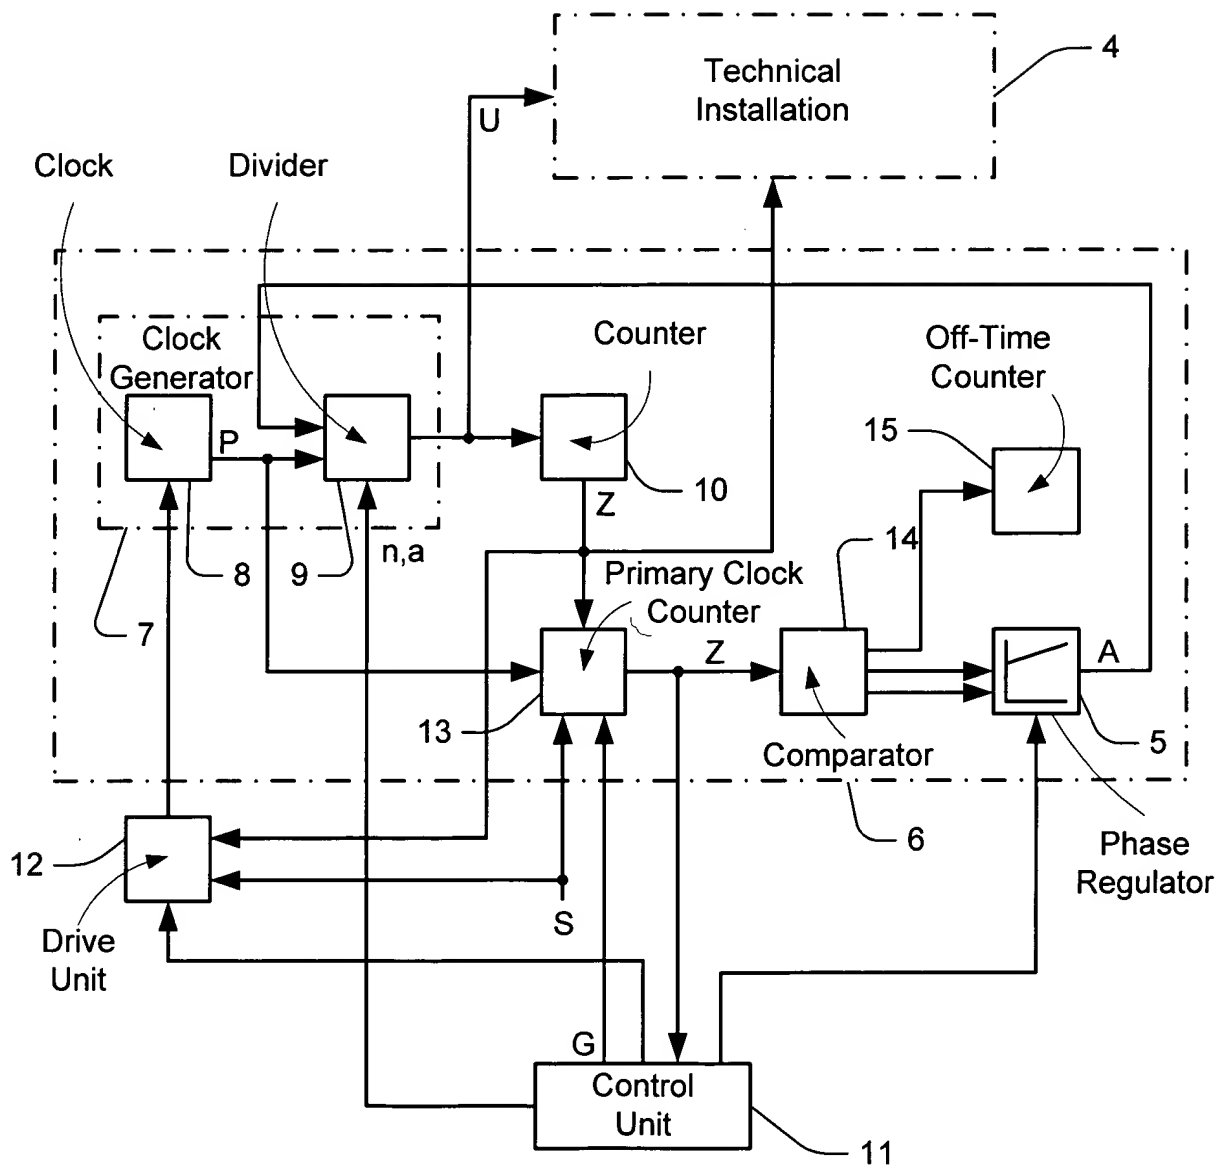 4
Technical
Installation
U
Clock
Divider
Clock
Generator
Counter
Off-Time
Counter
15
P
10
Z
n,a
14
8
9
7
Primary Clock
Counter
Z
A
13
5
Comparator
6
12
S
Phase
Regulator
Drive
Unit
G
Control
Unit
11